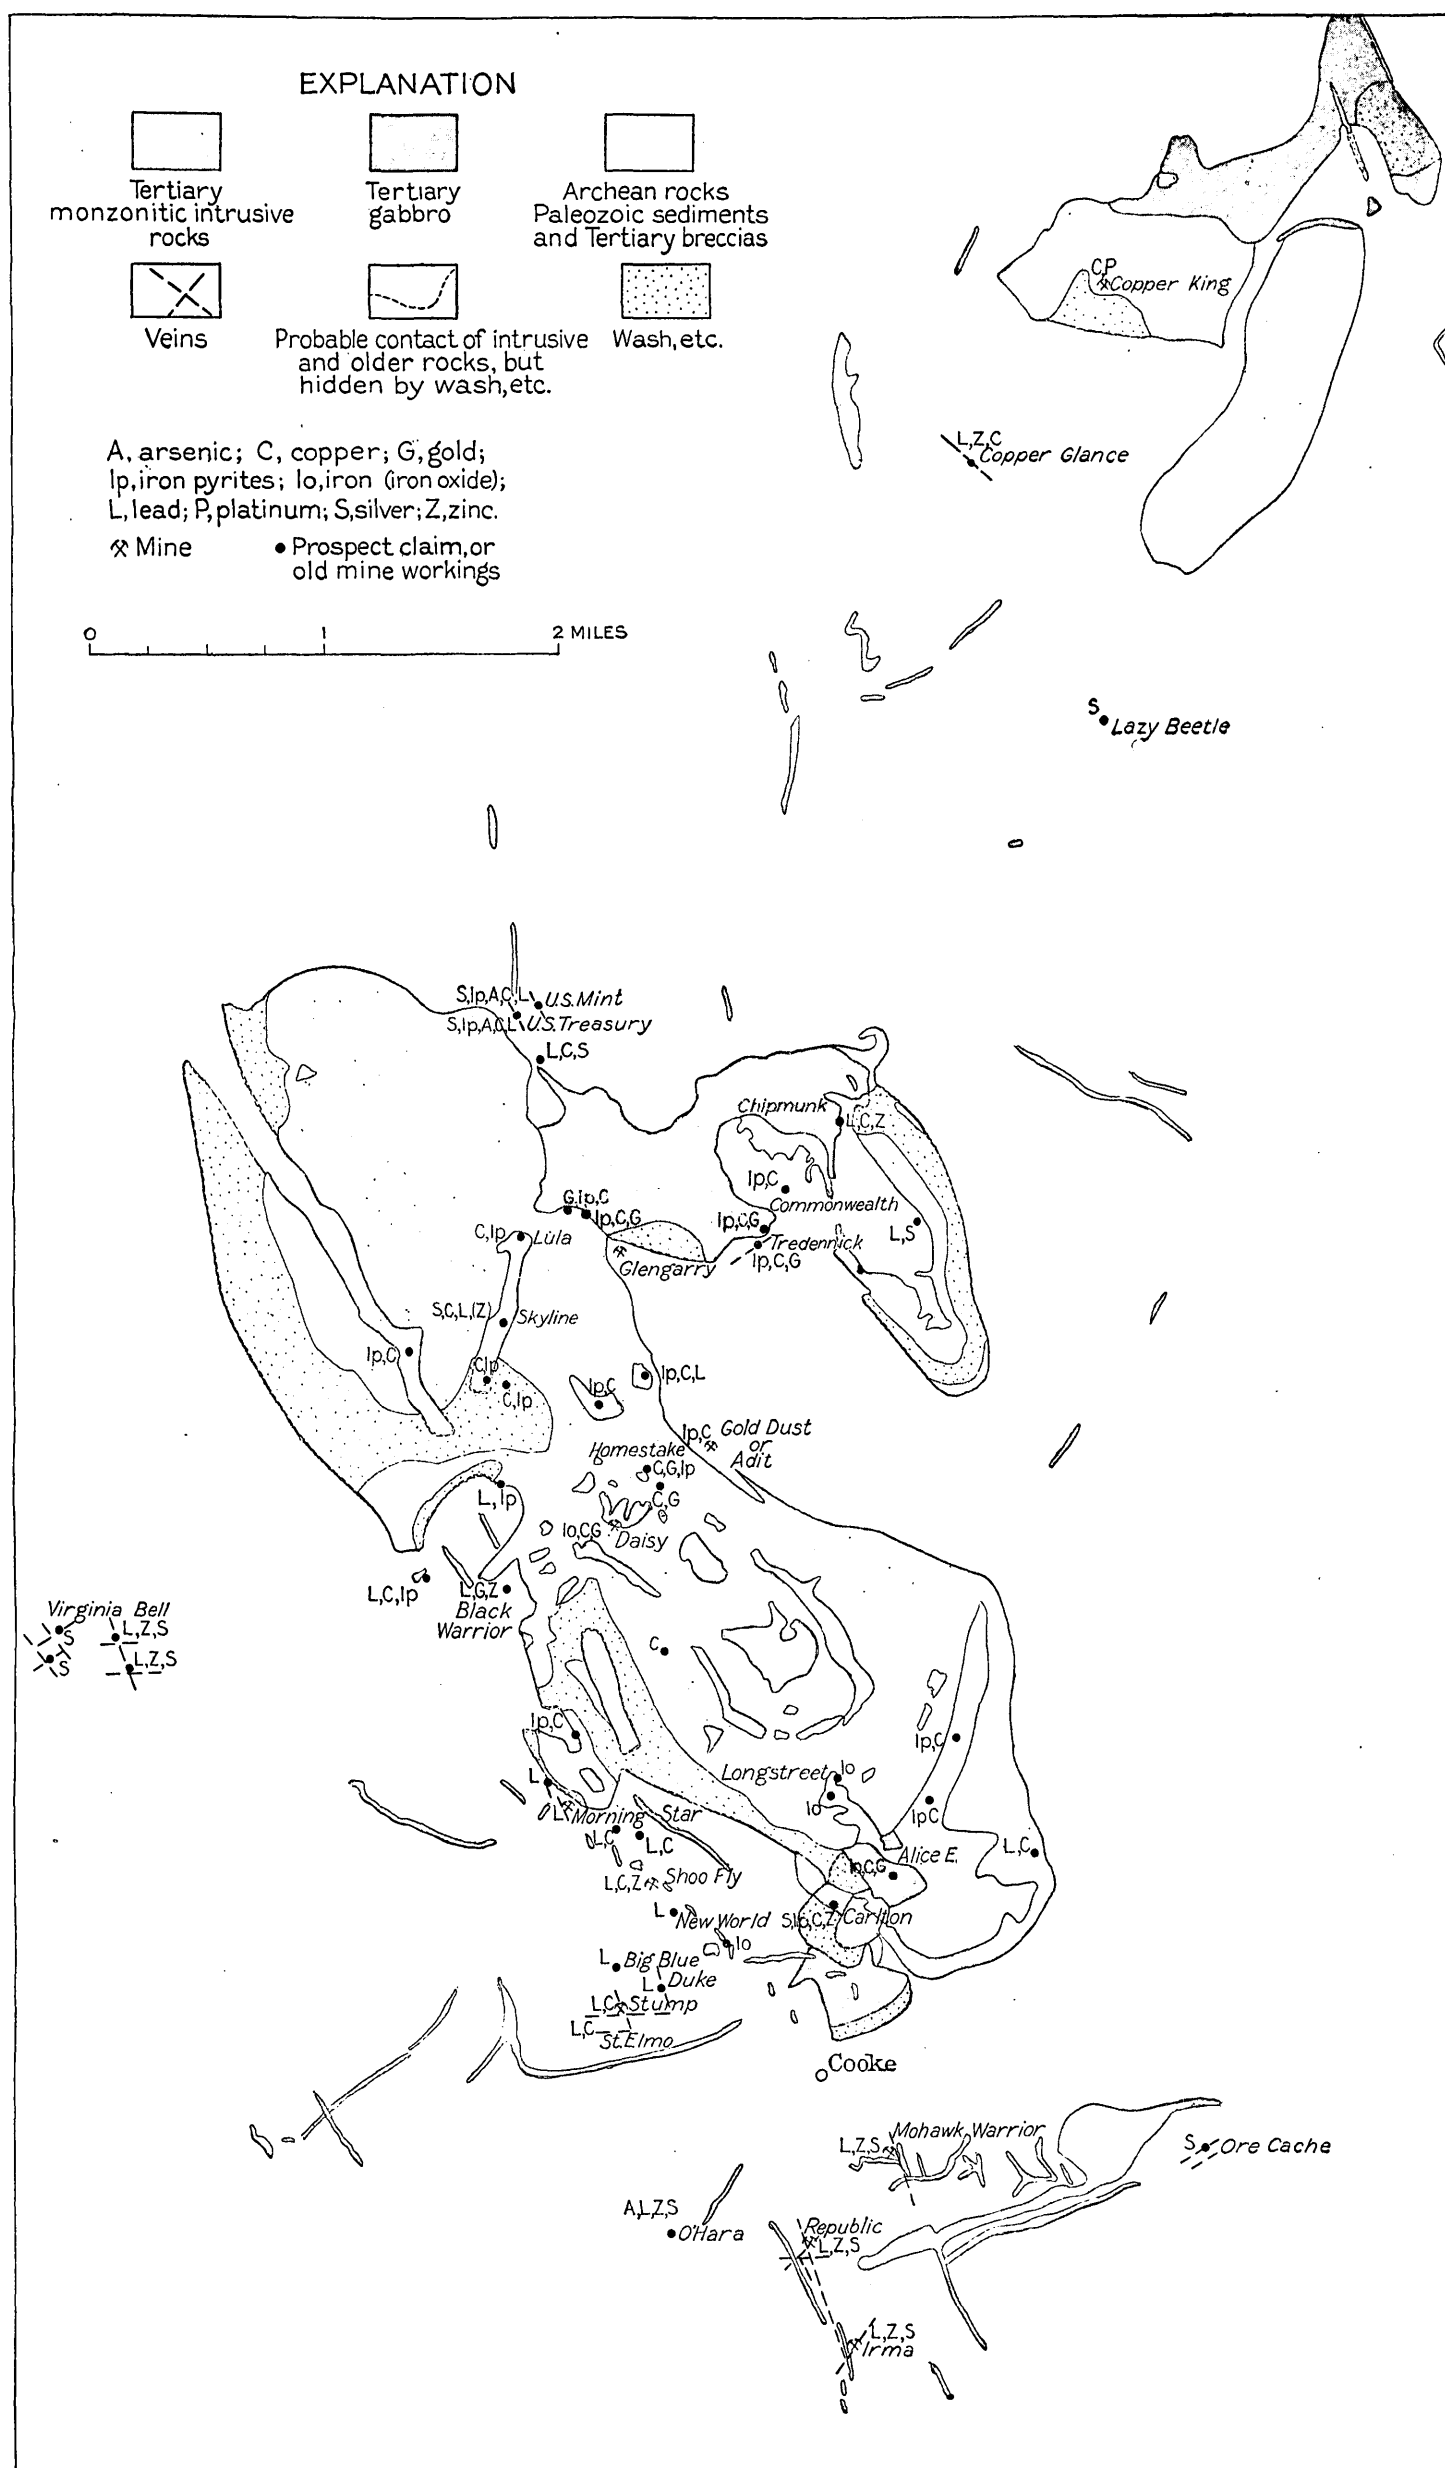 EXPLANATION
Tertiary
monzonitic intrusive
rocks
Tertiary
gabbro
Archean rocks
Paleozoic sediments
and Tertiary breccias
Veins
Probable contact of intrusive
and older rocks, but
hidden by wash, etc.
Wash, etc.
A, arsenic; C, copper; G, gold;
Ip, iron pyrites; Io, iron (iron oxide);
L, lead; P, platinum; S, silver; Z, zinc.
Mine
Prospect claim, or
old mine workings
0 1 2 MILES
C,P
Copper King
L,Z,C
Copper Glance
S
Lazy Beetle
S,Ip,A,C,L U.S. Mint
S,Ip,A,C,L U.S. Treasury
L,C,S
Chipmunk
L,C,Z
Ip,C
Commonwealth
G,Ip,C
Ip,C,G
Ip,C,G
L,S
C,Ip Lula
Tredennick
Ip,C,G
Glengarry
S,C,L,(Z) Skyline
Ip,C
C,Ip
C,Ip
Ip,C
Ip,C,L
Ip,C Gold Dust
or
Adit
Homestake
C,G,Ip
C,G
L,Ip
Io,C,G
Daisy
L,C,Ip
L,G,Z
Black
Warrior
Virginia Bell
S
L,Z,S
S
L,Z,S
C
Ip,C
Ip,C
L
Longstreet Io
Io
Ip,C
L
Morning Star
L,C
L,C
Alice E.
Ip,C,G
L,C
L,C,Z Shoo Fly
L New World
S,Ip,C,Z Carlton
Io
L Big Blue
L Duke
L,C Stump
L,C
St. Elmo
Cooke
Mohawk Warrior
L,Z,S
S Ore Cache
A,L,Z,S
O'Hara
Republic
L,Z,S
L,Z,S
Irma